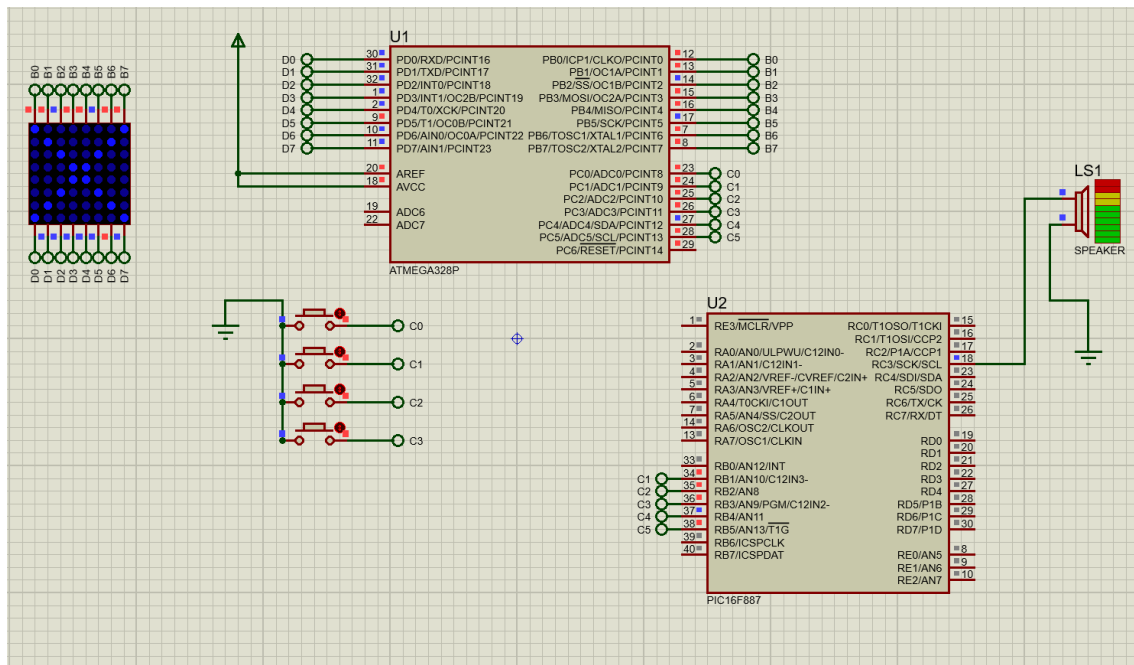 B0 B1 B2 B3 B4 B5 B6 B7
D0 D1 D2 D3 D4 D5 D6 D7
U1
D0 30 PD0/RXD/PCINT16 PB0/ICP1/CLKO/PCINT0 12 B0
D1 31 PD1/TXD/PCINT17 PB1/OC1A/PCINT1 13 B1
D2 32 PD2/INT0/PCINT18 PB2/SS/OC1B/PCINT2 14 B2
D3 1 PD3/INT1/OC2B/PCINT19 PB3/MOSI/OC2A/PCINT3 15 B3
D4 2 PD4/T0/XCK/PCINT20 PB4/MISO/PCINT4 16 B4
D5 9 PD5/T1/OC0B/PCINT21 PB5/SCK/PCINT5 17 B5
D6 10 PD6/AIN0/OC0A/PCINT22 PB6/TOSC1/XTAL1/PCINT6 7 B6
D7 11 PD7/AIN1/PCINT23 PB7/TOSC2/XTAL2/PCINT7 8 B7
20 AREF PC0/ADC0/PCINT8 23 C0
18 AVCC PC1/ADC1/PCINT9 24 C1
PC2/ADC2/PCINT10 25 C2
19 ADC6 PC3/ADC3/PCINT11 26 C3
22 ADC7 PC4/ADC4/SDA/PCINT12 27 C4
PC5/ADC5/SCL/PCINT13 28 C5
PC6/RESET/PCINT14 29
ATMEGA328P
C0
C1
C2
C3
LS1
SPEAKER
U2
1 RE3/MCLR/VPP RC0/T1OSO/T1CKI 15
RC1/T1OSI/CCP2 16
2 RA0/AN0/ULPWU/C12IN0- RC2/P1A/CCP1 17
3 RA1/AN1/C12IN1- RC3/SCK/SCL 18
4 RA2/AN2/VREF-/CVREF/C2IN+ RC4/SDI/SDA 23
5 RA3/AN3/VREF+/C1IN+ RC5/SDO 24
6 RA4/T0CKI/C1OUT RC6/TX/CK 25
7 RA5/AN4/SS/C2OUT RC7/RX/DT 26
14 RA6/OSC2/CLKOUT
13 RA7/OSC1/CLKIN RD0 19
RD1 20
33 RB0/AN12/INT RD2 21
C1 34 RB1/AN10/C12IN3- RD3 22
C2 35 RB2/AN8 RD4 27
C3 36 RB3/AN9/PGM/C12IN2- RD5/P1B 28
C4 37 RB4/AN11 RD6/P1C 29
C5 38 RB5/AN13/T1G RD7/P1D 30
39 RB6/ICSPCLK
40 RB7/ICSPDAT RE0/AN5 8
RE1/AN6 9
RE2/AN7 10
PIC16F887